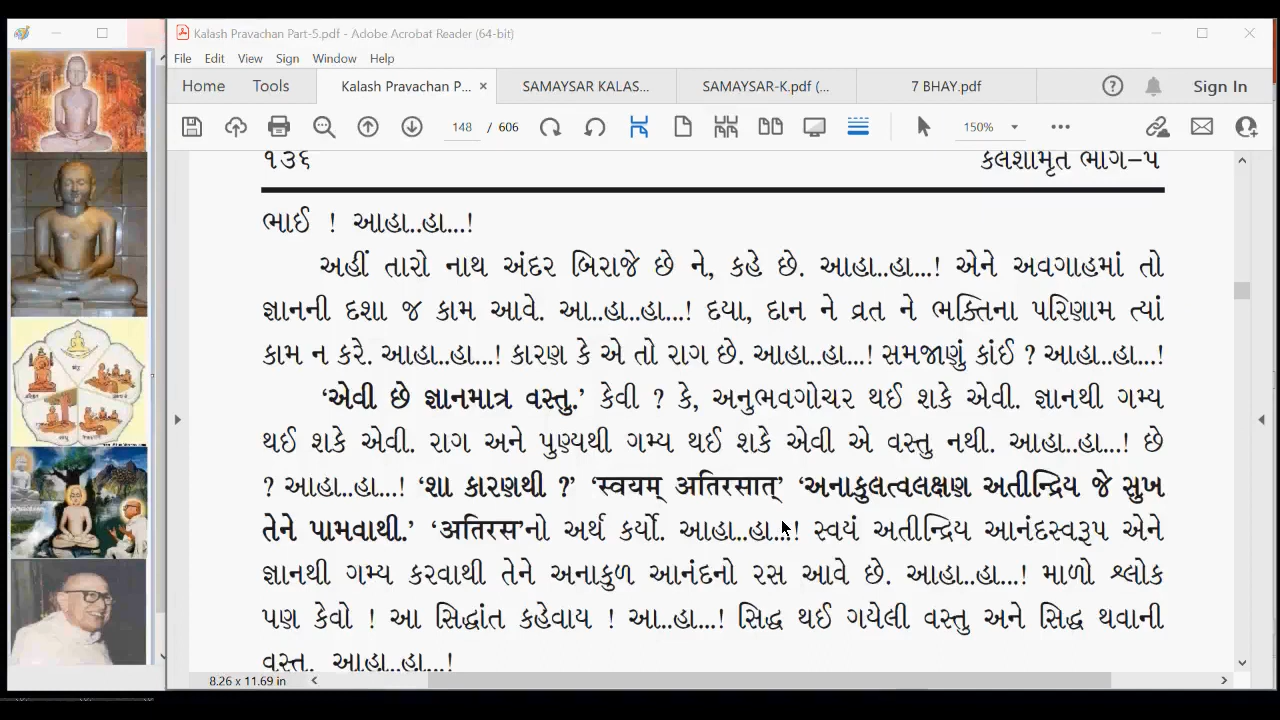 Kalash Pravachan Part-5.pdf - Adobe Acrobat Reader (64-bit)
File Edit View Sign Window Help
Home Tools Kalash Pravachan P... × SAMAYSAR KALAS... SAMAYSAR-K.pdf (... 7 BHAY.pdf Sign In
148 / 606 150%
૧૩૬ કલશામૃત ભાગ–૫
ભાઈ ! આહા..હા...!
અહીં તારો નાથ અંદર બિરાજે છે ને, કહે છે. આહા..હા...! એને અવગાહમાં તો
જ્ઞાનની દશા જ કામ આવે. આ..હા..હા...! દયા, દાન ને વ્રત ને ભક્તિના પરિણામ ત્યાં
કામ ન કરે. આહા..હા...! કારણ કે એ તો રાગ છે. આહા..હા...! સમજાણું કાંઈ ? આહા..હા...!
‘એવી છે જ્ઞાનમાત્ર વસ્તુ.’ કેવી ? કે, અનુભવગોચર થઈ શકે એવી. જ્ઞાનથી ગમ્ય
થઈ શકે એવી. રાગ અને પુણ્યથી ગમ્ય થઈ શકે એવી એ વસ્તુ નથી. આહા..હા...! છે
? આહા..હા...! ‘શા કારણથી ?’ ‘स्वयम् अतिरसात्’ ‘અનાકુલત્વલક્ષણ અતીન્દ્રિય જે સુખ
તેને પામવાથી.’ ‘अतिरस’નો અર્થ કર્યો. આહા..હા...! સ્વયં અતીન્દ્રિય આનંદસ્વરૂપ એને
જ્ઞાનથી ગમ્ય કરવાથી તેને અનાકુળ આનંદનો રસ આવે છે. આહા..હા...! માળો શ્લોક
પણ કેવો ! આ સિદ્ધાંત કહેવાય ! આ..હા...! સિદ્ધ થઈ ગયેલી વસ્તુ અને સિદ્ધ થવાની
વસ્તુ. આહા..હા...!
8.26 x 11.69 in